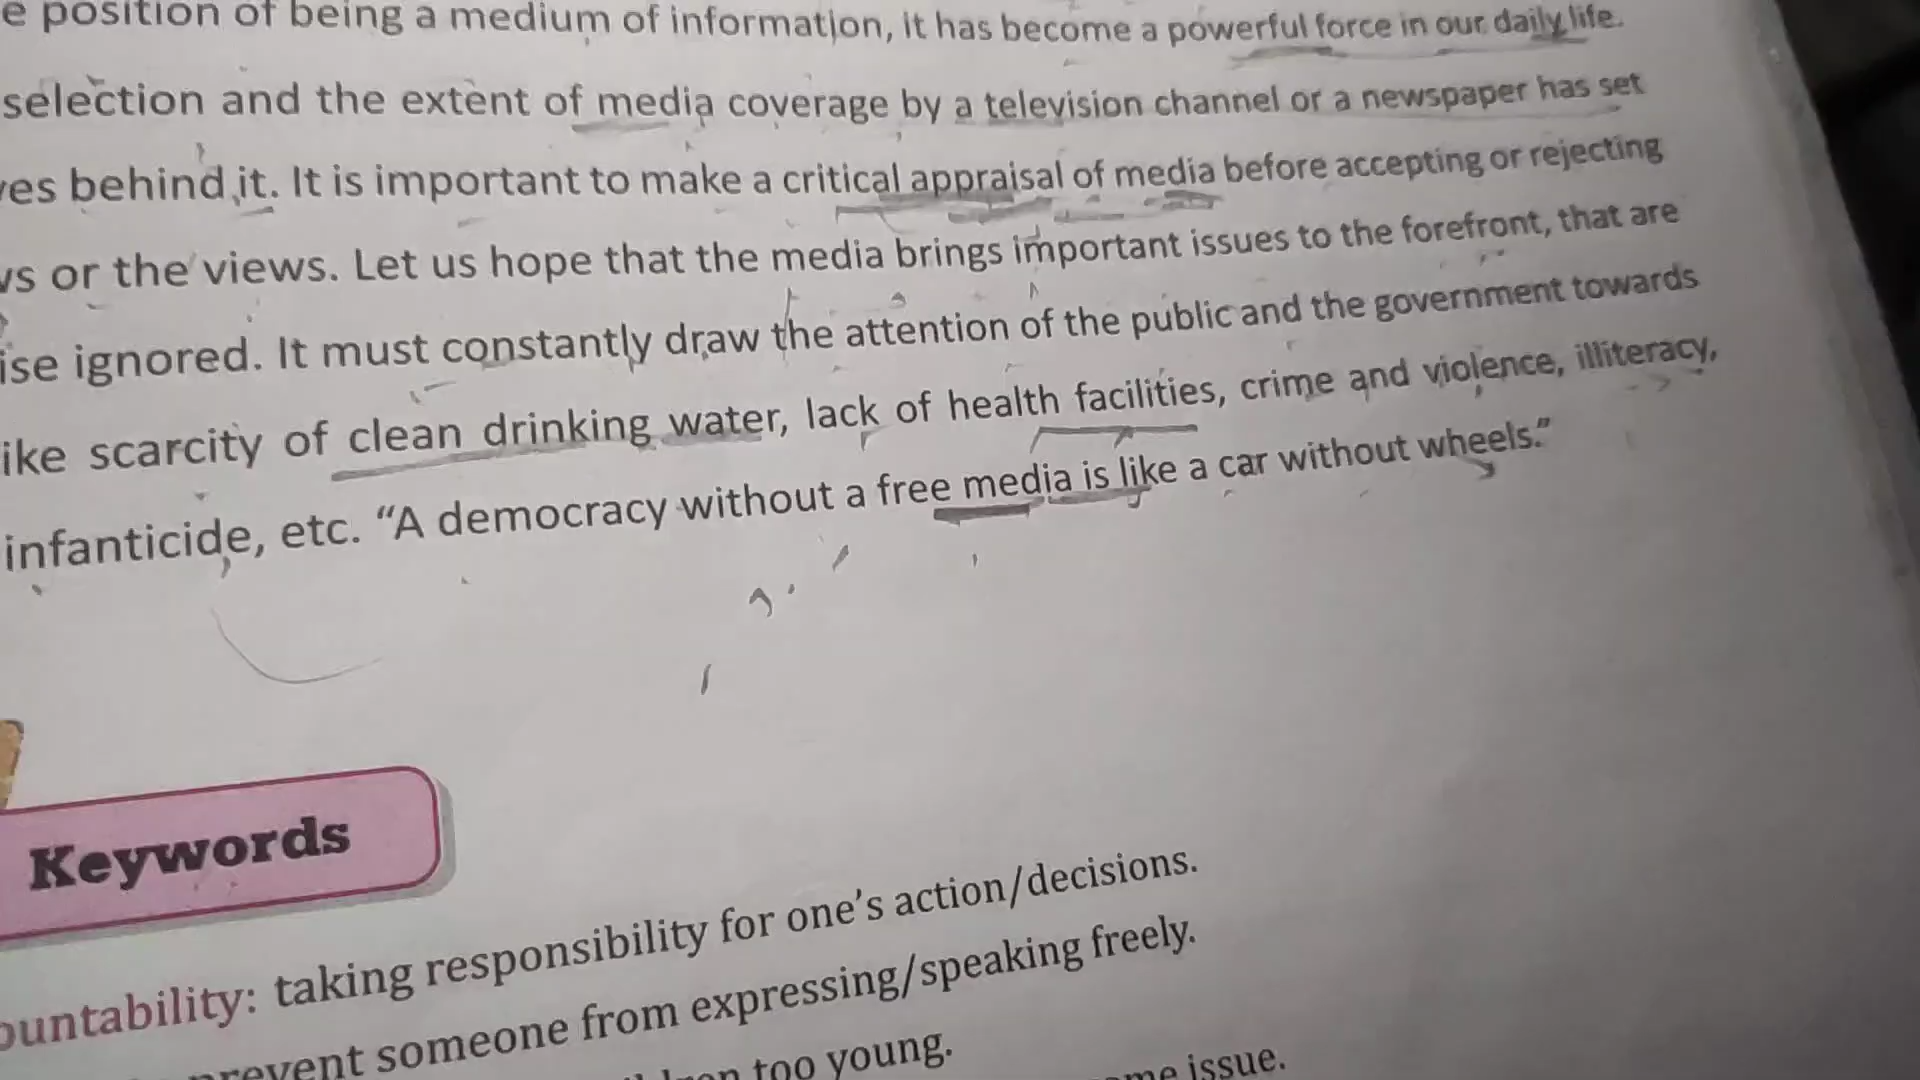 position of being a medium of information, it has become a powerful force in our daily life.
selection and the extent of media coverage by a television channel or a newspaper has set
behind it. It is important to make a critical appraisal of media before accepting or rejecting
or the views. Let us hope that the media brings important issues to the forefront, that are
ignored. It must constantly draw the attention of the public and the government towards
scarcity of clean drinking water, lack of health facilities, crime and violence, illiteracy,
infanticide, etc. “A democracy without a free media is like a car without wheels.”
Keywords
taking responsibility for one’s action/decisions.
prevent someone from expressing/speaking freely.
too young.
issue.